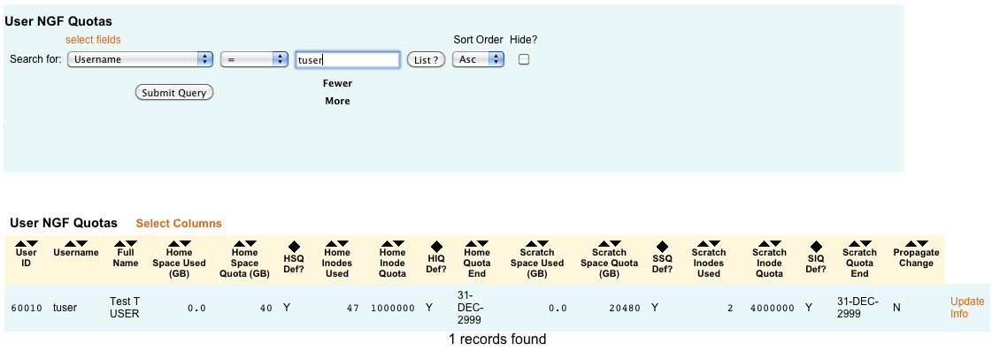 User NGF Quotas
select fields
Sort Order Hide?
Search for: Username = tuser List ? Asc
Fewer
Submit Query
More
User NGF Quotas Select Columns
User ID Username Full Name Home Space Used (GB) Home Space Quota (GB) HSQ Def? Home Inodes Used Home Inode Quota HIQ Def? Home Quota End Scratch Space Used (GB) Scratch Space Quota (GB) SSQ Def? Scratch Inodes Used Scratch Inode Quota SIQ Def? Scratch Quota End Propagate Change
60010 tuser Test T USER 0.0 40 Y 47 1000000 Y 31-DEC-2999 0.0 20480 Y 2 4000000 Y 31-DEC-2999 N Update Info
1 records found